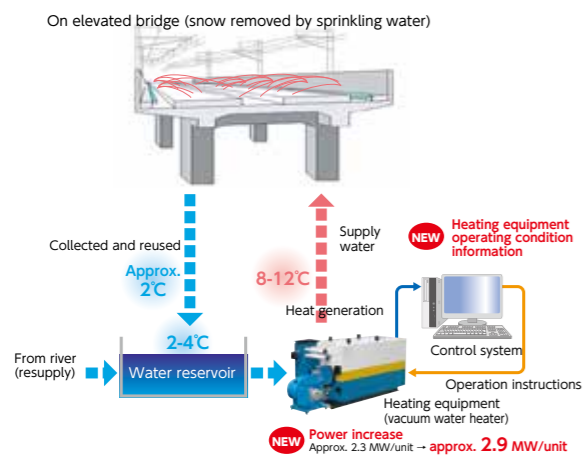 On elevated bridge (snow removed by sprinkling water)
Collected and reused
Approx.
2℃
Supply
water
8-12℃
NEW
Heating equipment
operating condition
information
Heat generation
2-4℃
From river
(resupply)
Water reservoir
Control system
Operation instructions
Heating equipment
(vacuum water heater)
NEW
Power increase
Approx. 2.3 MW/unit → approx. 2.9 MW/unit